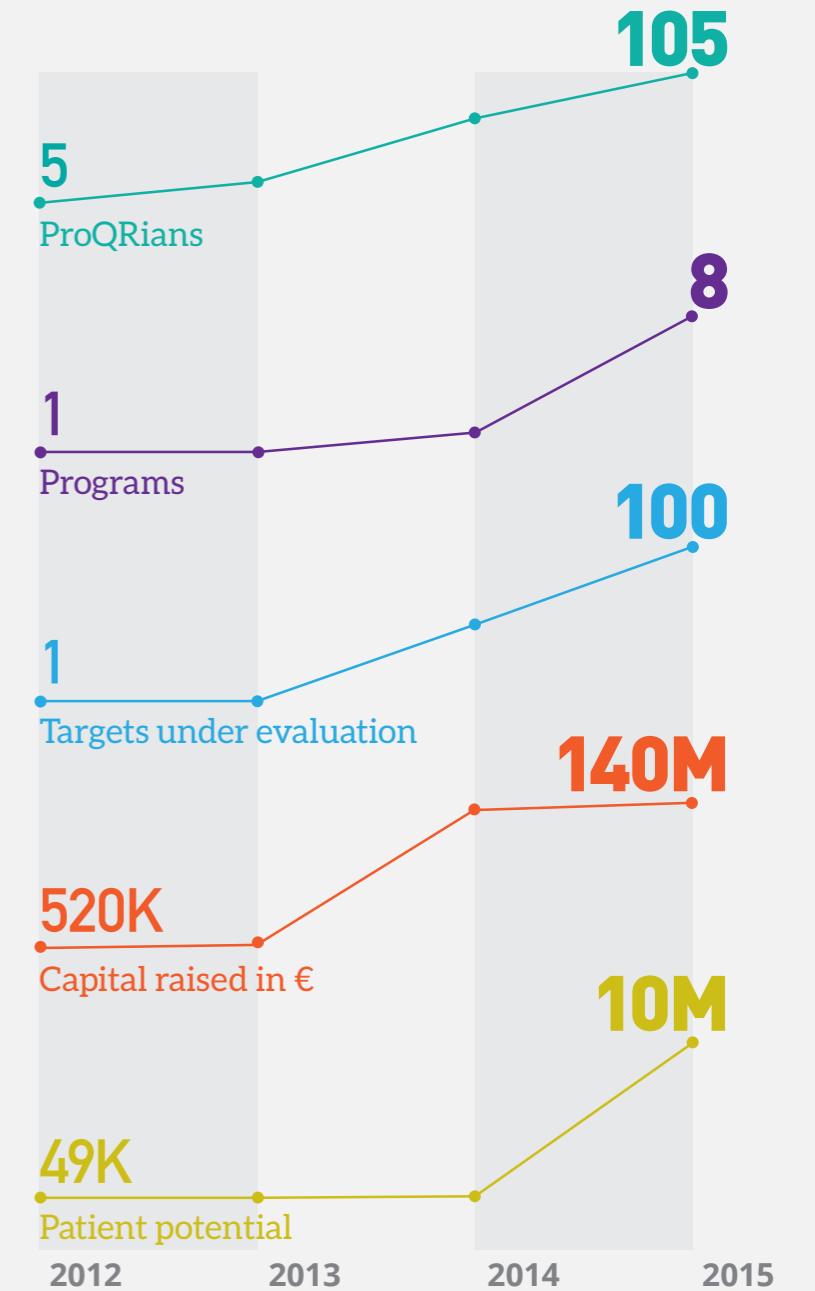 105
5
ProQRians
8
1
Programs
100
1
Targets under evaluation
140M
520K
Capital raised in €
10M
49K
Patient potential
2012 2013 2014 2015